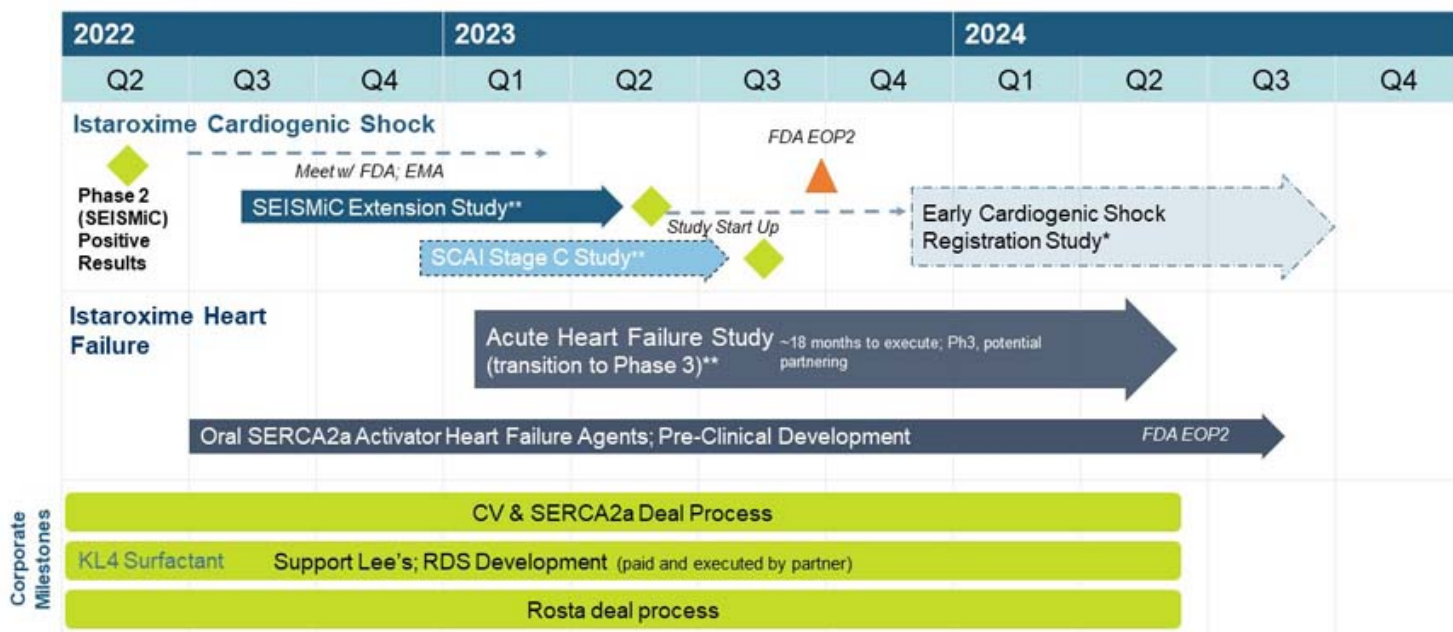 2022 2023 2024
Q2 Q3 Q4 Q1 Q2 Q3 Q4 Q1 Q2 Q3 Q4
Istaroxime Cardiogenic Shock
FDA EOP2
Meet w/ FDA; EMA
Phase 2
(SEISMiC)
Positive
Results
SEISMiC Extension Study**
Study Start Up
SCAI Stage C Study**
Early Cardiogenic Shock
Registration Study*
Istaroxime Heart
Failure
Acute Heart Failure Study ~18 months to execute; Ph3, potential
(transition to Phase 3)** partnering
Oral SERCA2a Activator Heart Failure Agents; Pre-Clinical Development FDA EOP2
Corporate
Milestones
CV & SERCA2a Deal Process
KL4 Surfactant Support Lee's; RDS Development (paid and executed by partner)
Rosta deal process